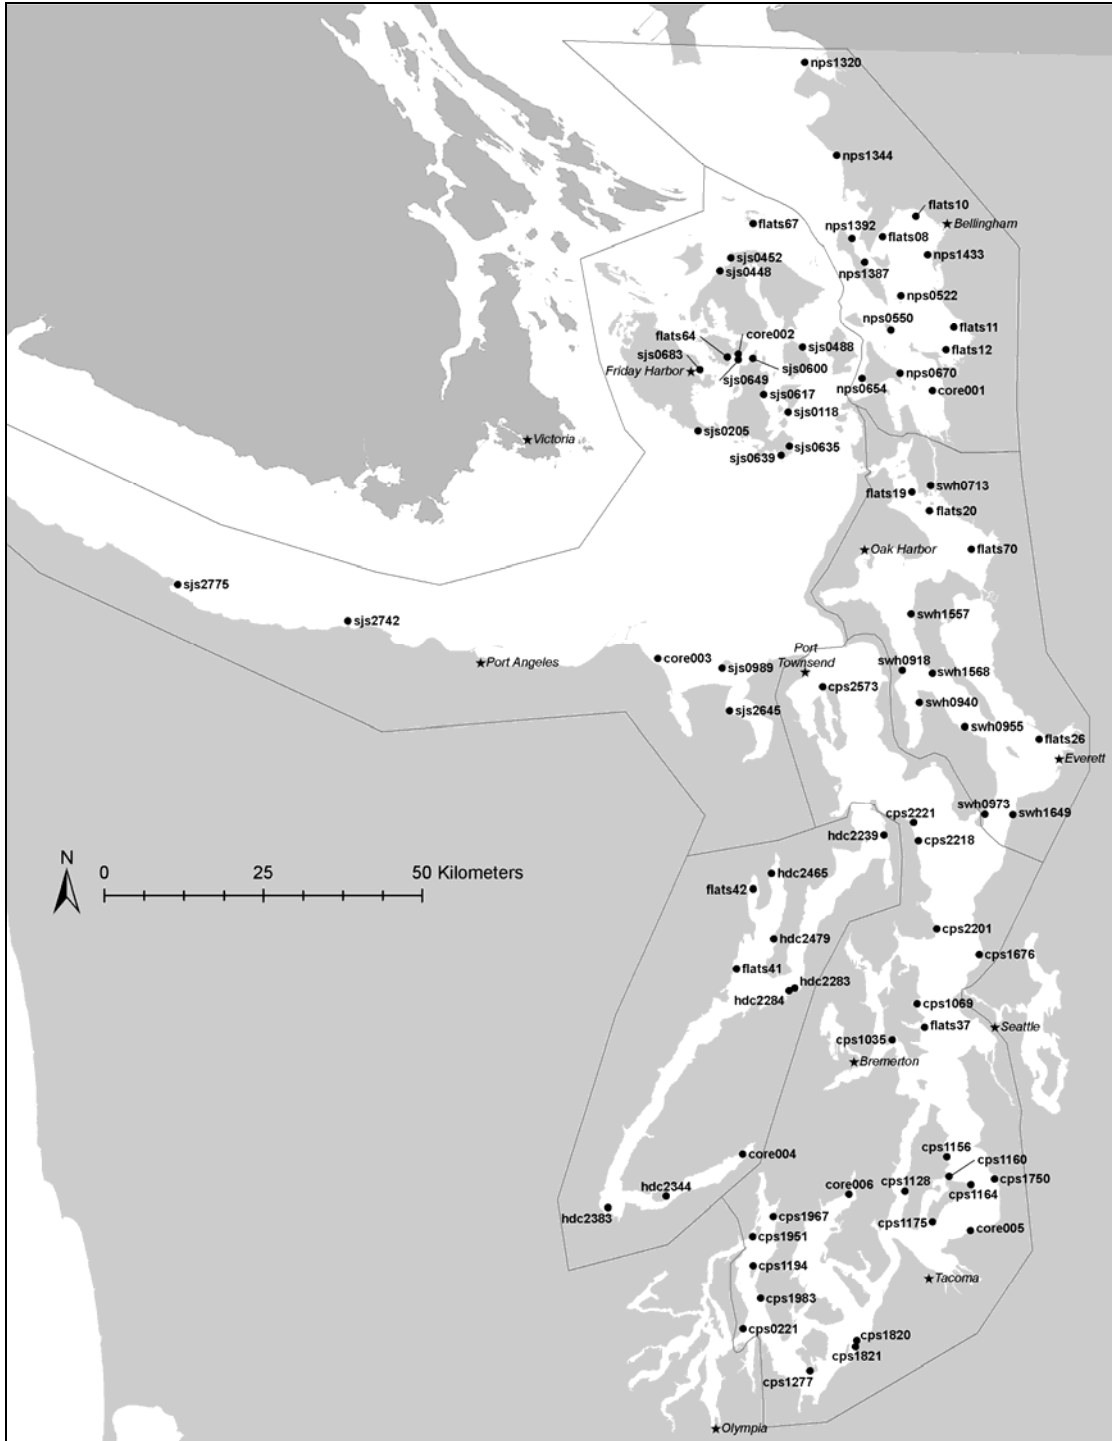 nps1320
nps1344
flats10
Bellingham
flats67
nps1392
flats08
nps1433
sjs0452
sjs0448
nps1387
nps0522
nps0550
flats11
core002
flats64
sjs0488
flats12
sjs0683
sjs0600
Friday Harbor
sjs0649
nps0670
nps0654
core001
sjs0617
sjs0118
sjs0205
Victoria
sjs0635
sjs0639
swh0713
flats19
flats20
Oak Harbor
flats70
sjs2775
swh1557
sjs2742
Port
Townsend
core003
Port Angeles
sjs0989
swh0918
swh1568
cps2573
swh0940
sjs2645
swh0955
flats26
Everett
swh0973
swh1649
cps2221
hdc2239
cps2218
N
0 25 50 Kilometers
hdc2465
flats42
cps2201
hdc2479
cps1676
flats41
hdc2283
hdc2284
cps1069
flats37
Seattle
cps1035
Bremerton
cps1156
core004
cps1160
cps1750
cps1128
cps1164
core006
hdc2344
hdc2383
cps1967
cps1175
core005
cps1951
cps1194
Tacoma
cps1983
cps0221
cps1820
cps1821
cps1277
Olympia